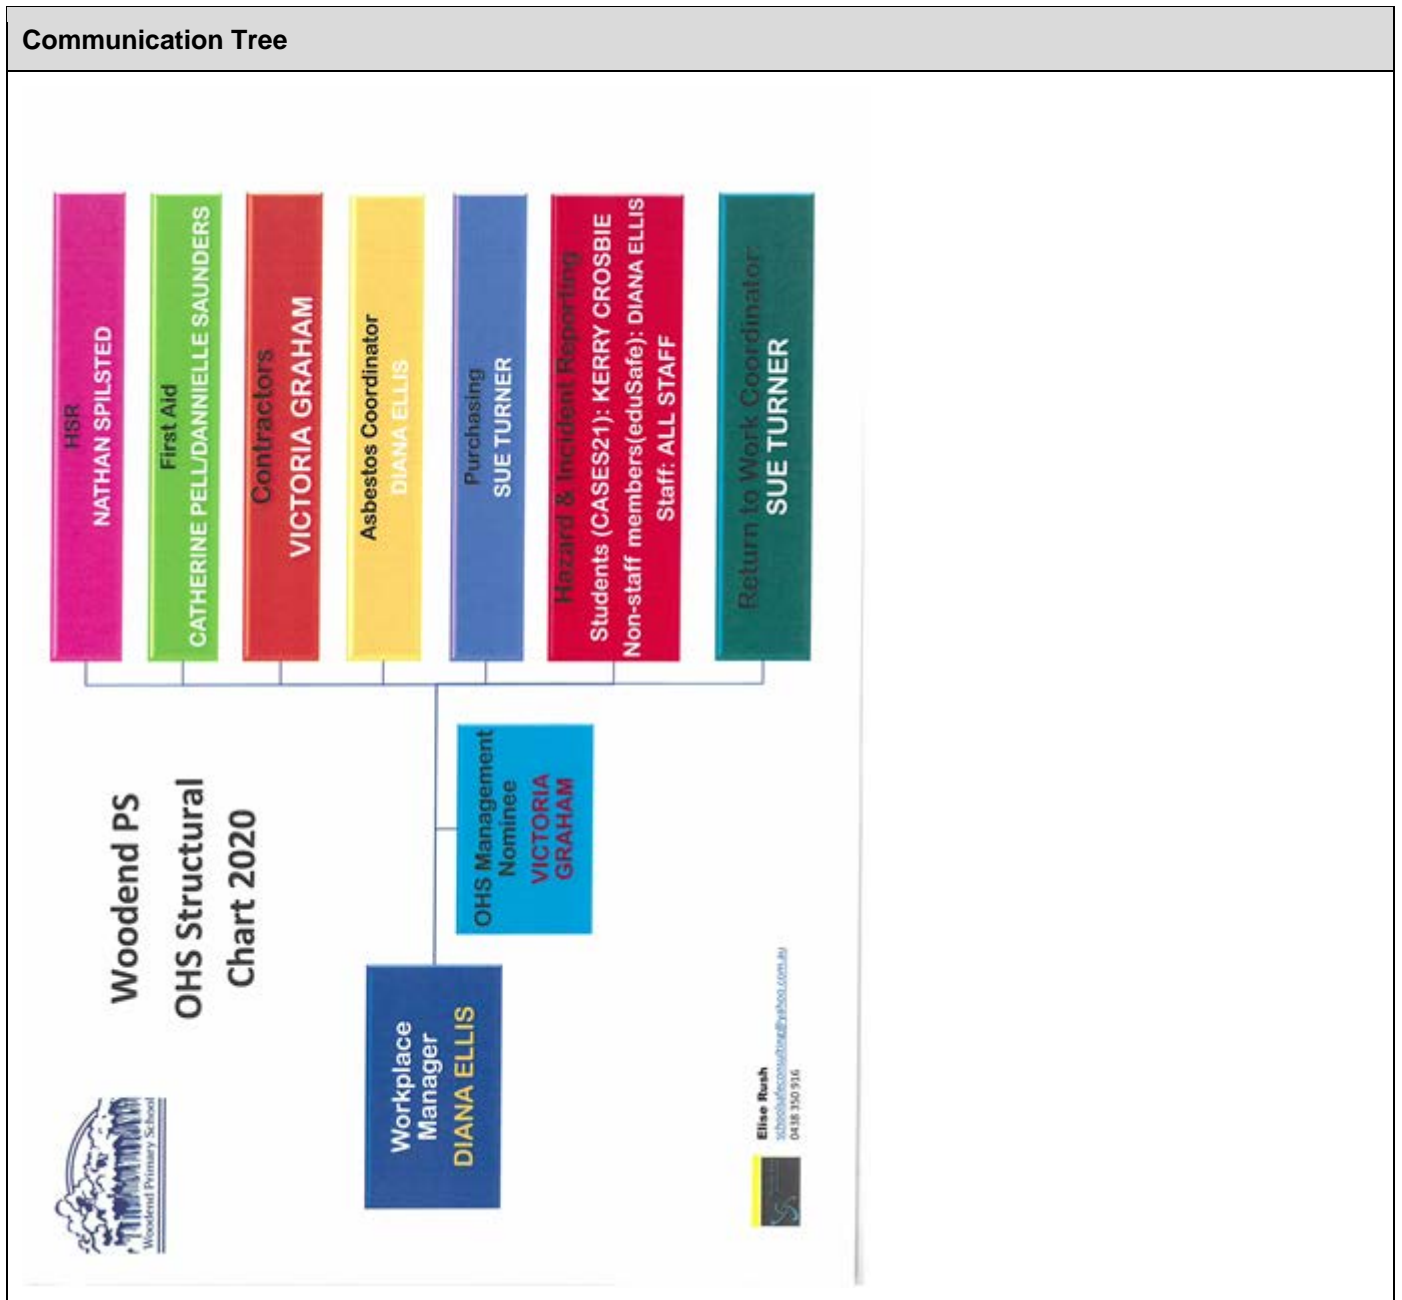 Communication Tree
Woodend Primary School
Woodend PS
OHS Structural
Chart 2020
Workplace
Manager
DIANA ELLIS
OHS Management
Nominee
VICTORIA
GRAHAM
HSR
NATHAN SPILSTED
First Aid
CATHERINE PELL/DANNIELLE SAUNDERS
Contractors
VICTORIA GRAHAM
Asbestos Coordinator
DIANA ELLIS
Purchasing
SUE TURNER
Hazard & Incident Reporting
Students (CASES21): KERRY CROSBIE
Non-staff members(eduSafe): DIANA ELLIS
Staff: ALL STAFF
Return to Work Coordinator:
SUE TURNER
Elise Rush
schoolsafeconsulting@yahoo.com.au
0438 350 916